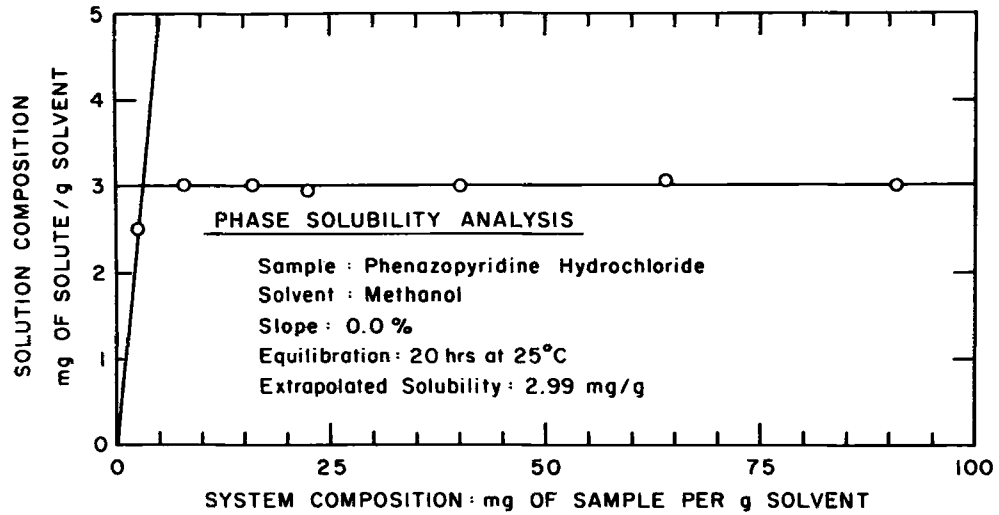 SOLUTION COMPOSITION
mg OF SOLUTE/g SOLVENT
5
4
3
2
1
0
PHASE SOLUBILITY ANALYSIS
Sample : Phenazopyridine Hydrochloride
Solvent : Methanol
Slope : 0.0 %
Equilibration : 20 hrs at 25°C
Extrapolated Solubility : 2.99 mg/g
0 25 50 75 100
SYSTEM COMPOSITION : mg OF SAMPLE PER g SOLVENT